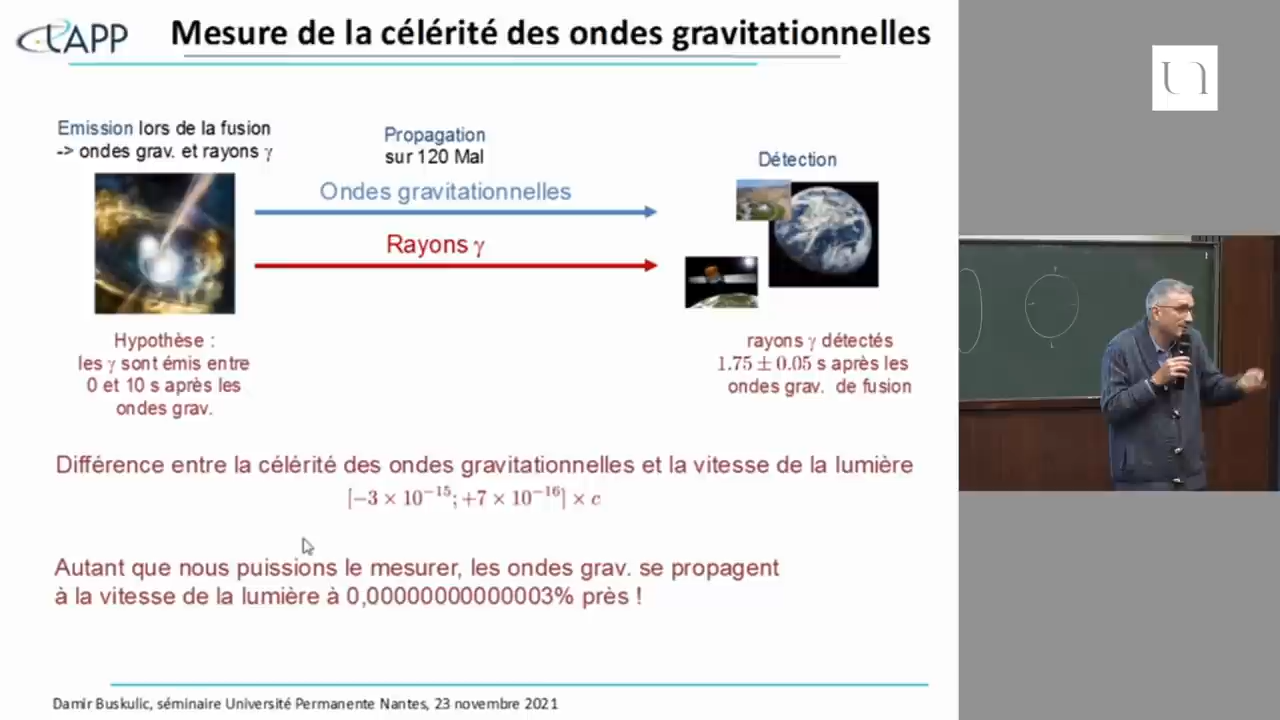 LAPP
Mesure de la célérité des ondes gravitationnelles
Emission lors de la fusion
-> ondes grav. et rayons γ
Propagation
sur 120 Mal
Détection
Ondes gravitationnelles
Rayons γ
Hypothèse :
les γ sont émis entre
0 et 10 s après les
ondes grav.
rayons γ détectés
1.75 ± 0.05 s après les
ondes grav. de fusion
Différence entre la célérité des ondes gravitationnelles et la vitesse de la lumière
[−3 × 10⁻¹⁵; +7 × 10⁻¹⁶] × c
Autant que nous puissions le mesurer, les ondes grav. se propagent
à la vitesse de la lumière à 0,00000000000003% près !
Damir Buskulic, séminaire Université Permanente Nantes, 23 novembre 2021